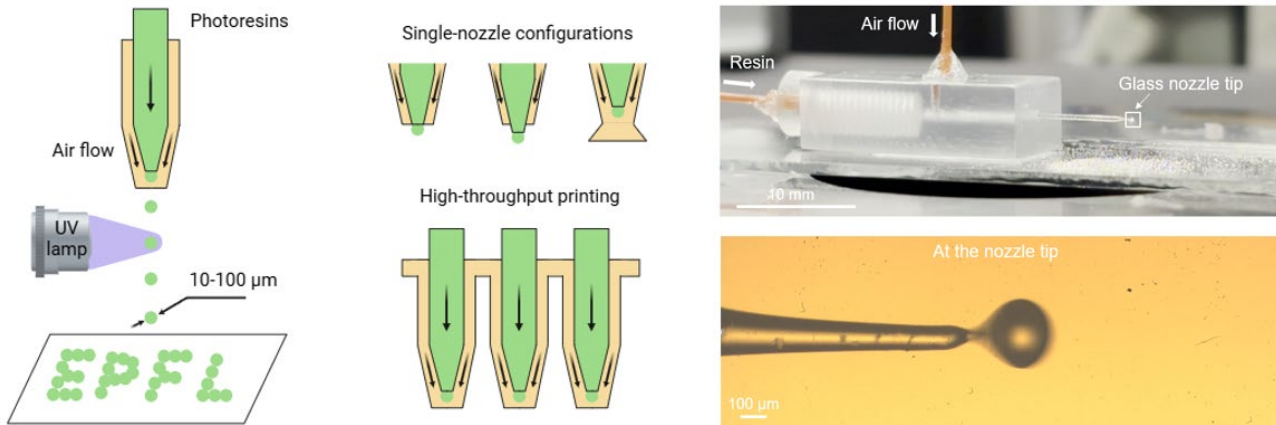 Photoresins
Air flow
UV
lamp
10-100 µm
EPFL
Single-nozzle configurations
High-throughput printing
Air flow
Resin
Glass nozzle tip
10 mm
At the nozzle tip
100 µm